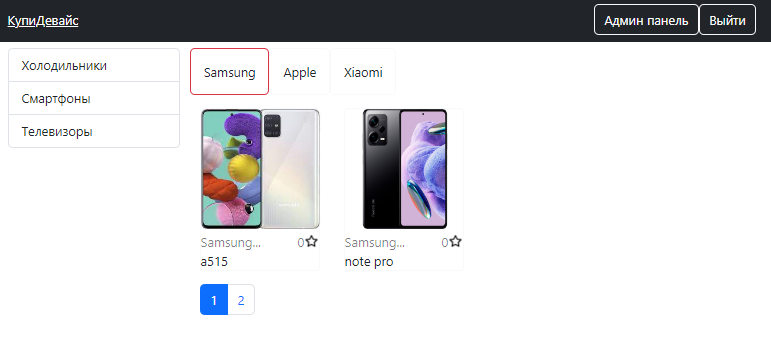 КупиДевайс
Админ панель
Выйти
Холодильники
Смартфоны
Телевизоры
Samsung
Apple
Xiaomi
Samsung... 0
a515
Samsung... 0
note pro
1 2